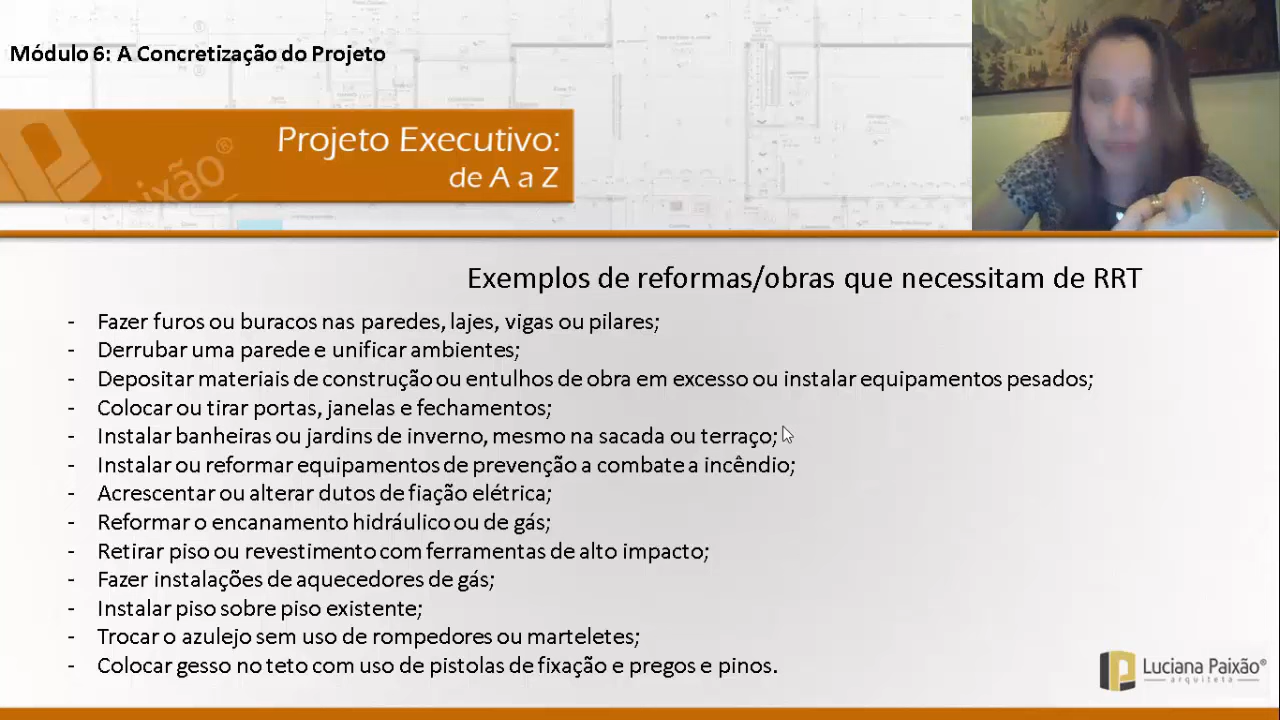 Módulo 6: A Concretização do Projeto
Projeto Executivo:
de A a Z
Paixão®
Exemplos de reformas/obras que necessitam de RRT
- Fazer furos ou buracos nas paredes, lajes, vigas ou pilares;
- Derrubar uma parede e unificar ambientes;
- Depositar materiais de construção ou entulhos de obra em excesso ou instalar equipamentos pesados;
- Colocar ou tirar portas, janelas e fechamentos;
- Instalar banheiras ou jardins de inverno, mesmo na sacada ou terraço;
- Instalar ou reformar equipamentos de prevenção a combate a incêndio;
- Acrescentar ou alterar dutos de fiação elétrica;
- Reformar o encanamento hidráulico ou de gás;
- Retirar piso ou revestimento com ferramentas de alto impacto;
- Fazer instalações de aquecedores de gás;
- Instalar piso sobre piso existente;
- Trocar o azulejo sem uso de rompedores ou marteletes;
- Colocar gesso no teto com uso de pistolas de fixação e pregos e pinos.
Luciana Paixão®
arquiteta